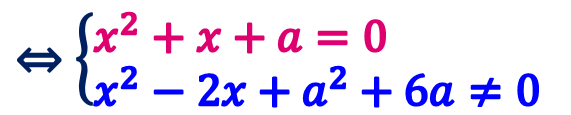 ⇔ { x² + x + a = 0
x² − 2x + a² + 6a ≠ 0